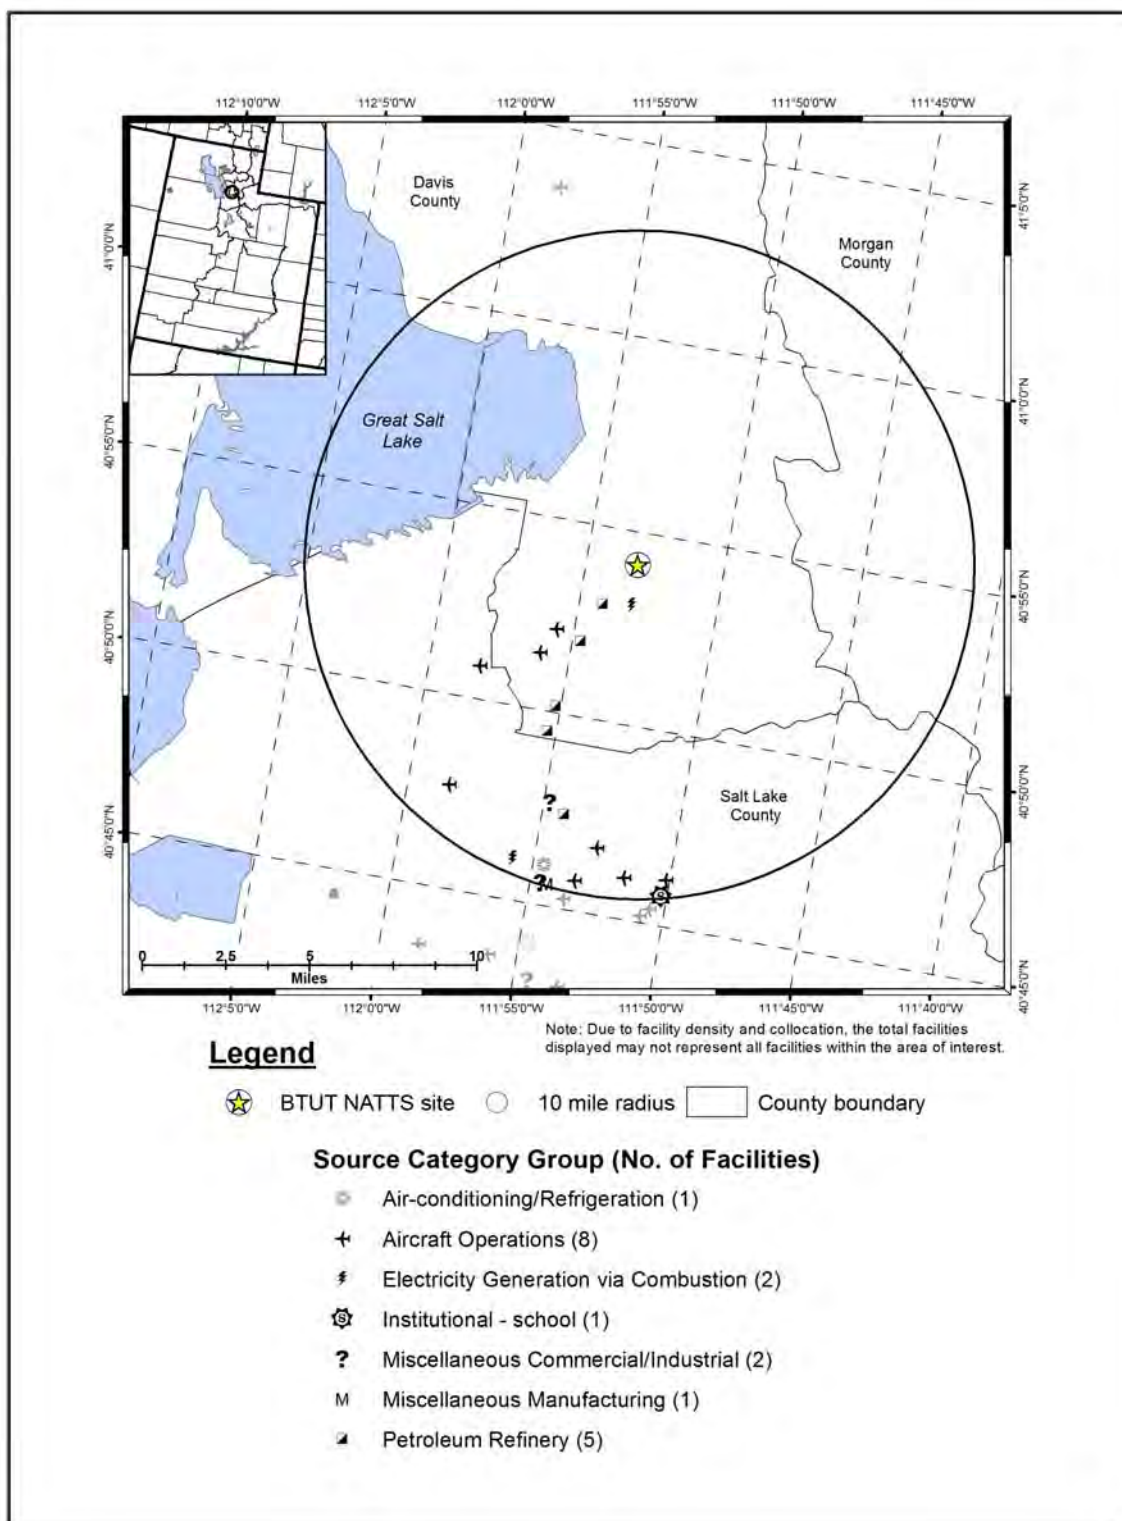 112°10'0"W 112°5'0"W 112°0'0"W 111°55'0"W 111°50'0"W 111°45'0"W
Davis
County
Morgan
County
41°5'0"N
41°0'0"N
Great Salt
Lake
41°0'0"N
40°55'0"N
40°55'0"N
40°50'0"N
Salt Lake
County
40°50'0"N
40°45'0"N
M
S
0 2.5 5 10
Miles
40°45'0"N
112°5'0"W 112°0'0"W 111°55'0"W 111°50'0"W 111°45'0"W 111°40'0"W
Note: Due to facility density and collocation, the total facilities
displayed may not represent all facilities within the area of interest.
Legend
BTUT NATTS site 10 mile radius County boundary
Source Category Group (No. of Facilities)
Air-conditioning/Refrigeration (1)
Aircraft Operations (8)
Electricity Generation via Combustion (2)
S Institutional - school (1)
? Miscellaneous Commercial/Industrial (2)
M Miscellaneous Manufacturing (1)
Petroleum Refinery (5)